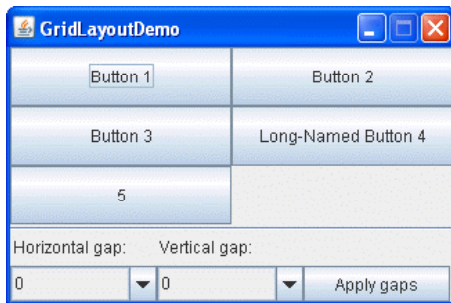 GridLayoutDemo
Button 1 Button 2
Button 3 Long-Named Button 4
5
Horizontal gap: Vertical gap:
0 0 Apply gaps